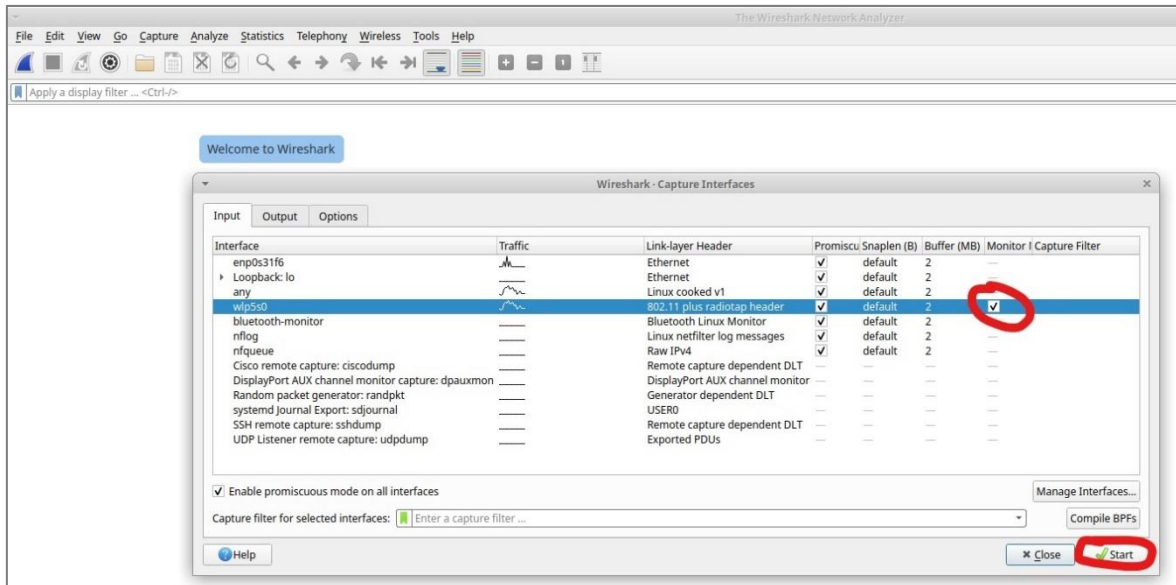 The Wireshark Network Analyzer
File Edit View Go Capture Analyze Statistics Telephony Wireless Tools Help
Apply a display filter ... <Ctrl-/>
Welcome to Wireshark
Wireshark · Capture Interfaces
Input Output Options
Interface Traffic Link-layer Header Promiscu Snaplen (B) Buffer (MB) Monitor Capture Filter
enp0s31f6 Ethernet default 2 —
Loopback: lo Ethernet default 2 —
any Linux cooked v1 default 2 —
wlp5s0 802.11 plus radiotap header default 2
bluetooth-monitor Bluetooth Linux Monitor default 2 —
nflog Linux netfilter log messages default 2 —
nfqueue Raw IPv4 default 2 —
Cisco remote capture: ciscodump Remote capture dependent DLT — — — —
DisplayPort AUX channel monitor capture: dpauxmon DisplayPort AUX channel monitor — — — —
Random packet generator: randpkt Generator dependent DLT — — — —
systemd Journal Export: sdjournal USER0 — — — —
SSH remote capture: sshdump Remote capture dependent DLT — — — —
UDP Listener remote capture: udpdump Exported PDUs — — — —
Enable promiscuous mode on all interfaces Manage Interfaces...
Capture filter for selected interfaces: Enter a capture filter ... Compile BPFs
Help Close Start